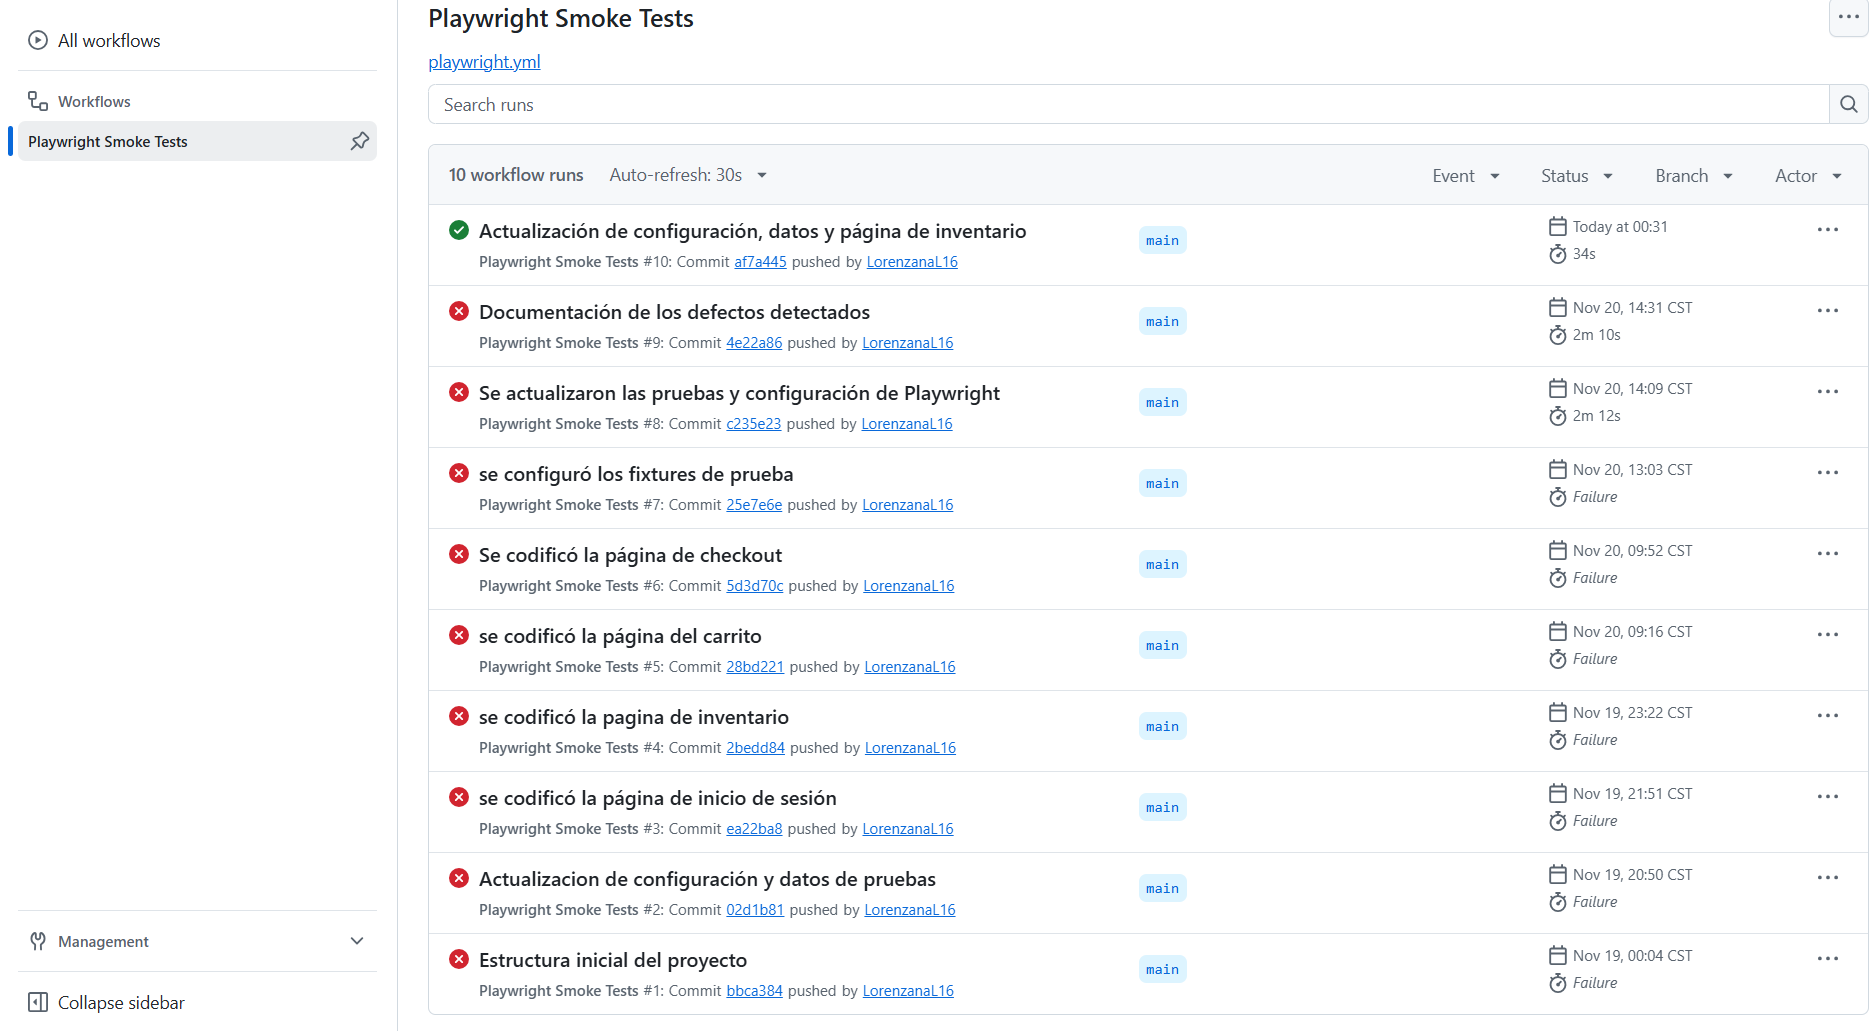 All workflows
Workflows
Playwright Smoke Tests
Management
Collapse sidebar
Playwright Smoke Tests
playwright.yml
Search runs
10 workflow runs Auto-refresh: 30s Event Status Branch Actor
Actualización de configuración, datos y página de inventario
Playwright Smoke Tests #10: Commit af7a445 pushed by LorenzanaL16
main
Today at 00:31
34s
Documentación de los defectos detectados
Playwright Smoke Tests #9: Commit 4e22a86 pushed by LorenzanaL16
main
Nov 20, 14:31 CST
2m 10s
Se actualizaron las pruebas y configuración de Playwright
Playwright Smoke Tests #8: Commit c235e23 pushed by LorenzanaL16
main
Nov 20, 14:09 CST
2m 12s
se configuró los fixtures de prueba
Playwright Smoke Tests #7: Commit 25e7e6e pushed by LorenzanaL16
main
Nov 20, 13:03 CST
Failure
Se codificó la página de checkout
Playwright Smoke Tests #6: Commit 5d3d70c pushed by LorenzanaL16
main
Nov 20, 09:52 CST
Failure
se codificó la página del carrito
Playwright Smoke Tests #5: Commit 28bd221 pushed by LorenzanaL16
main
Nov 20, 09:16 CST
Failure
se codificó la pagina de inventario
Playwright Smoke Tests #4: Commit 2bedd84 pushed by LorenzanaL16
main
Nov 19, 23:22 CST
Failure
se codificó la página de inicio de sesión
Playwright Smoke Tests #3: Commit ea22ba8 pushed by LorenzanaL16
main
Nov 19, 21:51 CST
Failure
Actualizacion de configuración y datos de pruebas
Playwright Smoke Tests #2: Commit 02d1b81 pushed by LorenzanaL16
main
Nov 19, 20:50 CST
Failure
Estructura inicial del proyecto
Playwright Smoke Tests #1: Commit bbca384 pushed by LorenzanaL16
main
Nov 19, 00:04 CST
Failure